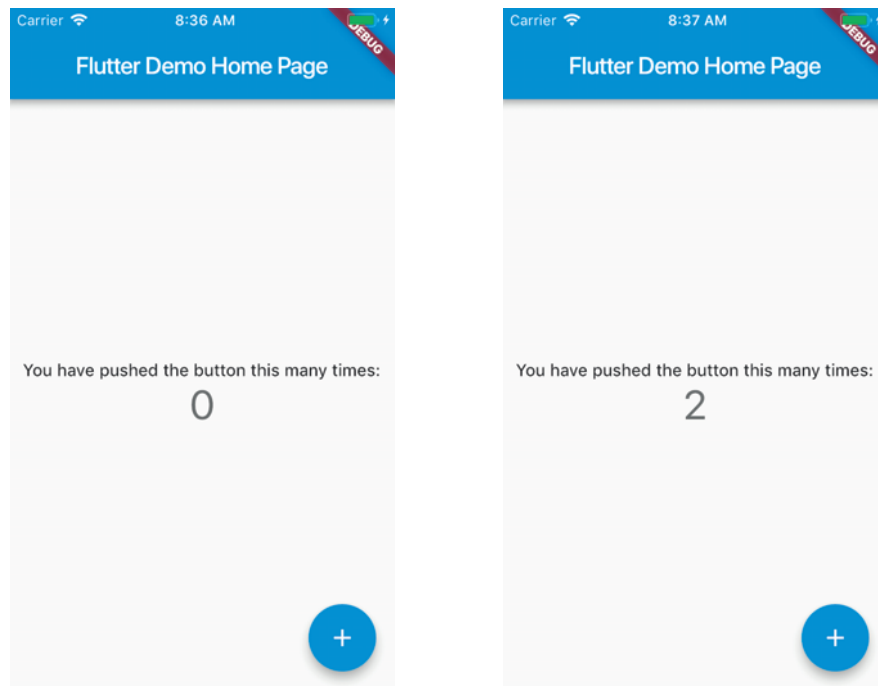 Carrier 8:36 AM
DEBUG
Flutter Demo Home Page
You have pushed the button this many times:
0
+
Carrier 8:37 AM
DEBUG
Flutter Demo Home Page
You have pushed the button this many times:
2
+